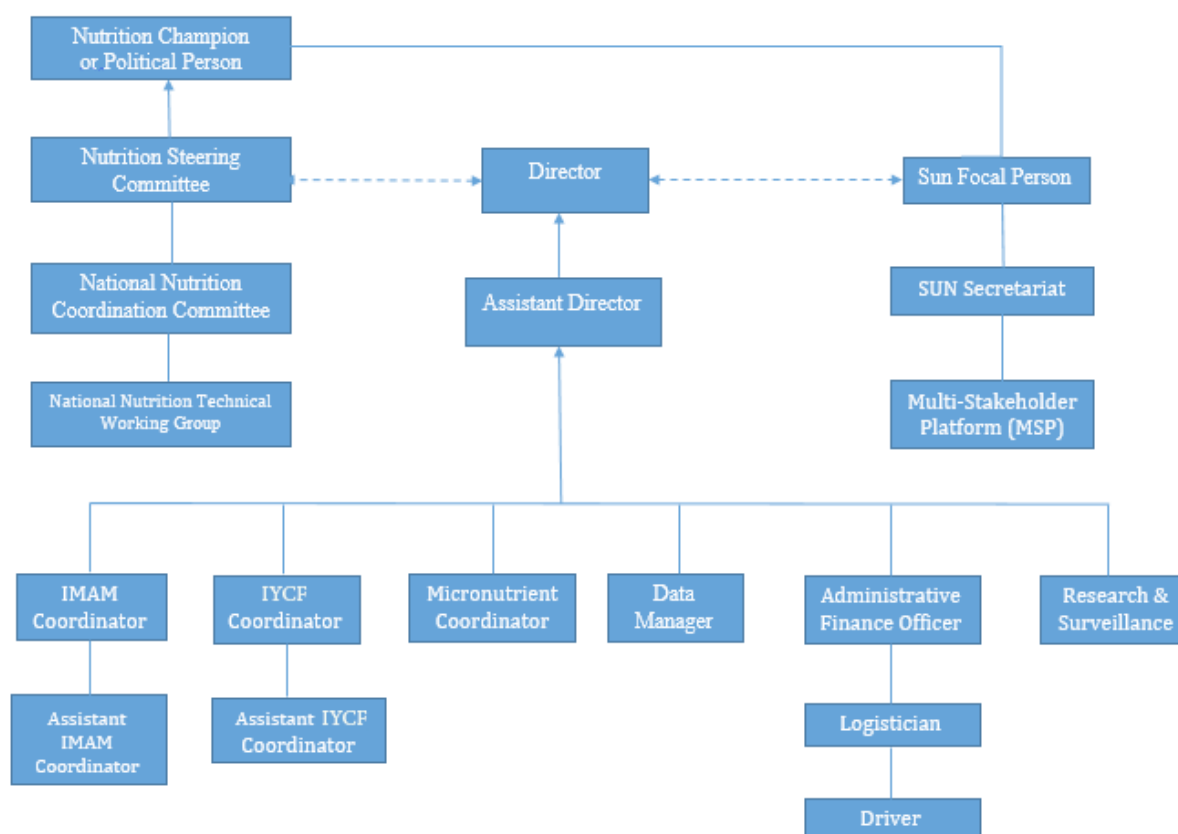 Nutrition Champion
or Political Person
Nutrition Steering
Committee
Director
Sun Focal Person
National Nutrition
Coordination Committee
Assistant Director
SUN Secretariat
National Nutrition Technical
Working Group
Multi-Stakeholder
Platform (MSP)
IMAM
Coordinator
IYCF
Coordinator
Micronutrient
Coordinator
Data
Manager
Administrative
Finance Officer
Research &
Surveillance
Assistant
IMAM
Coordinator
Assistant IYCF
Coordinator
Logistician
Driver